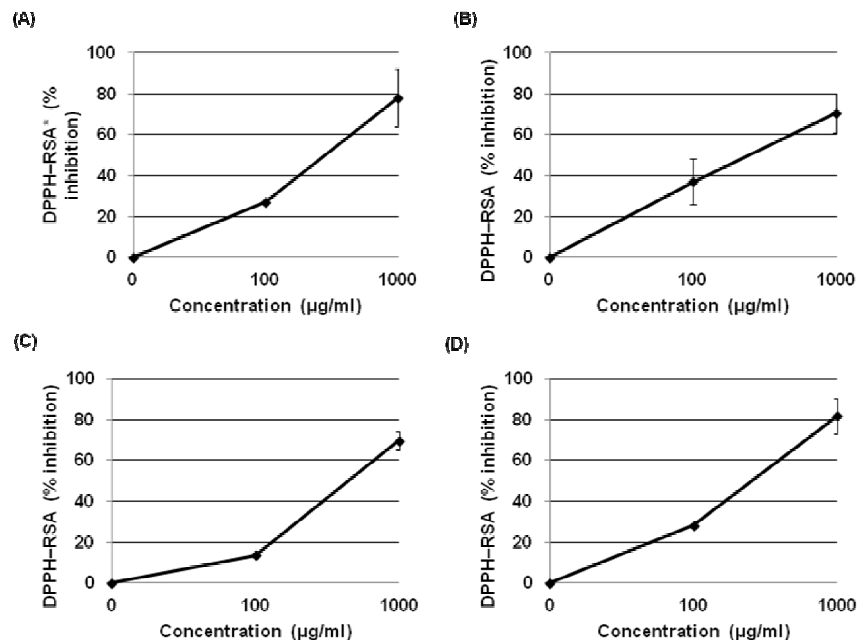 (A)
DPPH–RSA* (%
inhibition)
100
80
60
40
20
0
0 100 1000
Concentration (µg/ml)
(B)
DPPH–RSA (% inhibition)
100
80
60
40
20
0
0 100 1000
Concentration (µg/ml)
(C)
DPPH–RSA (% inhibition)
100
80
60
40
20
0
0 100 1000
Concentration (µg/ml)
(D)
DPPH–RSA (% inhibition)
100
80
60
40
20
0
0 100 1000
Concentration (µg/ml)